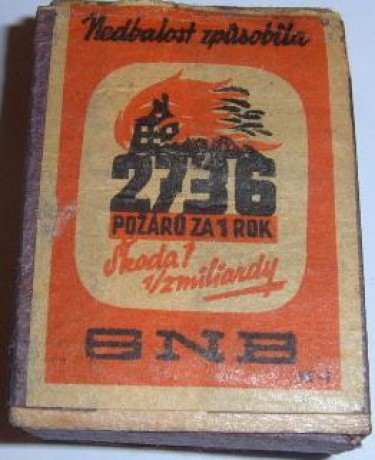 Nedbalost způsobila
2736
POŽÁRŮ ZA 1 ROK
Škoda 1
1/2 miliardy
SNB